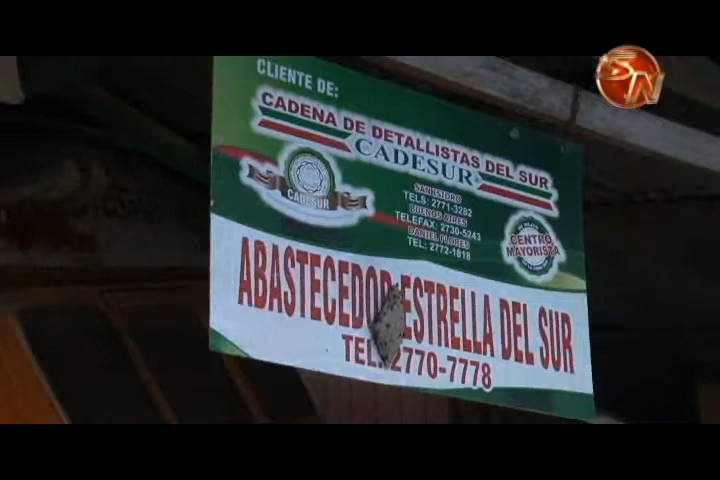 SN
CLIENTE DE:
CADENA DE DETALLISTAS DEL SUR
CADESUR
CADESUR
SAN ISIDRO
TELS: 2771-3282
BUENOS AIRES
TELEFAX: 2730-5243
DANIEL FLORES
TEL: 2772-1818
CENTRO
MAYORISTA
ABASTECEDOR ESTRELLA DEL SUR
TEL: 2770-7778